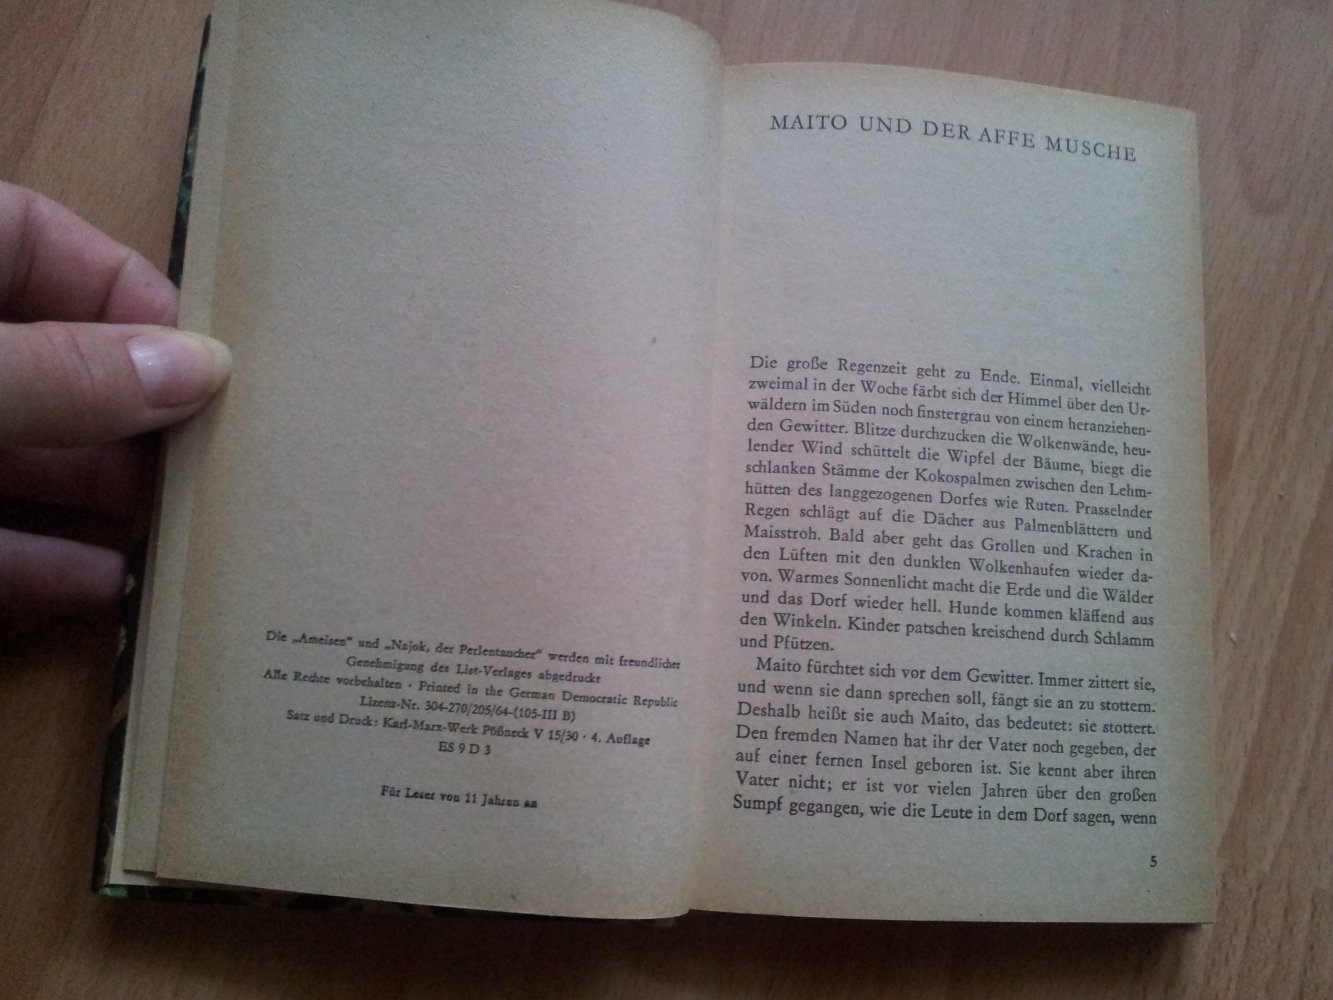 Die „Ameisen“ und „Najok, der Perlentaucher“ werden mit freundlicher
Genehmigung des List-Verlages abgedruckt
Alle Rechte vorbehalten · Printed in the German Democratic Republic
Lizenz-Nr. 304-270/205/64-(105-III B)
Satz und Druck: Karl-Marx-Werk Pößneck V 15/30 · 4. Auflage
ES 9 D 3
Für Leser von 11 Jahren an
MAITO UND DER AFFE MUSCHE
Die große Regenzeit geht zu Ende. Einmal, vielleicht
zweimal in der Woche färbt sich der Himmel über den Ur-
wäldern im Süden noch finstergrau von einem heranziehen-
den Gewitter. Blitze durchzucken die Wolkenwände, heu-
lender Wind schüttelt die Wipfel der Bäume, biegt die
schlanken Stämme der Kokospalmen zwischen den Lehm-
hütten des langgezogenen Dorfes wie Ruten. Prasselnder
Regen schlägt auf die Dächer aus Palmenblättern und
Maisstroh. Bald aber geht das Grollen und Krachen in
den Lüften mit den dunklen Wolkenhaufen wieder da-
von. Warmes Sonnenlicht macht die Erde und die Wälder
und das Dorf wieder hell. Hunde kommen kläffend aus
den Winkeln. Kinder patschen kreischend durch Schlamm
und Pfützen.
Maito fürchtet sich vor dem Gewitter. Immer zittert sie,
und wenn sie dann sprechen soll, fängt sie an zu stottern.
Deshalb heißt sie auch Maito, das bedeutet: sie stottert.
Den fremden Namen hat ihr der Vater noch gegeben, der
auf einer fernen Insel geboren ist. Sie kennt aber ihren
Vater nicht; er ist vor vielen Jahren über den großen
Sumpf gegangen, wie die Leute in dem Dorf sagen, wenn
5